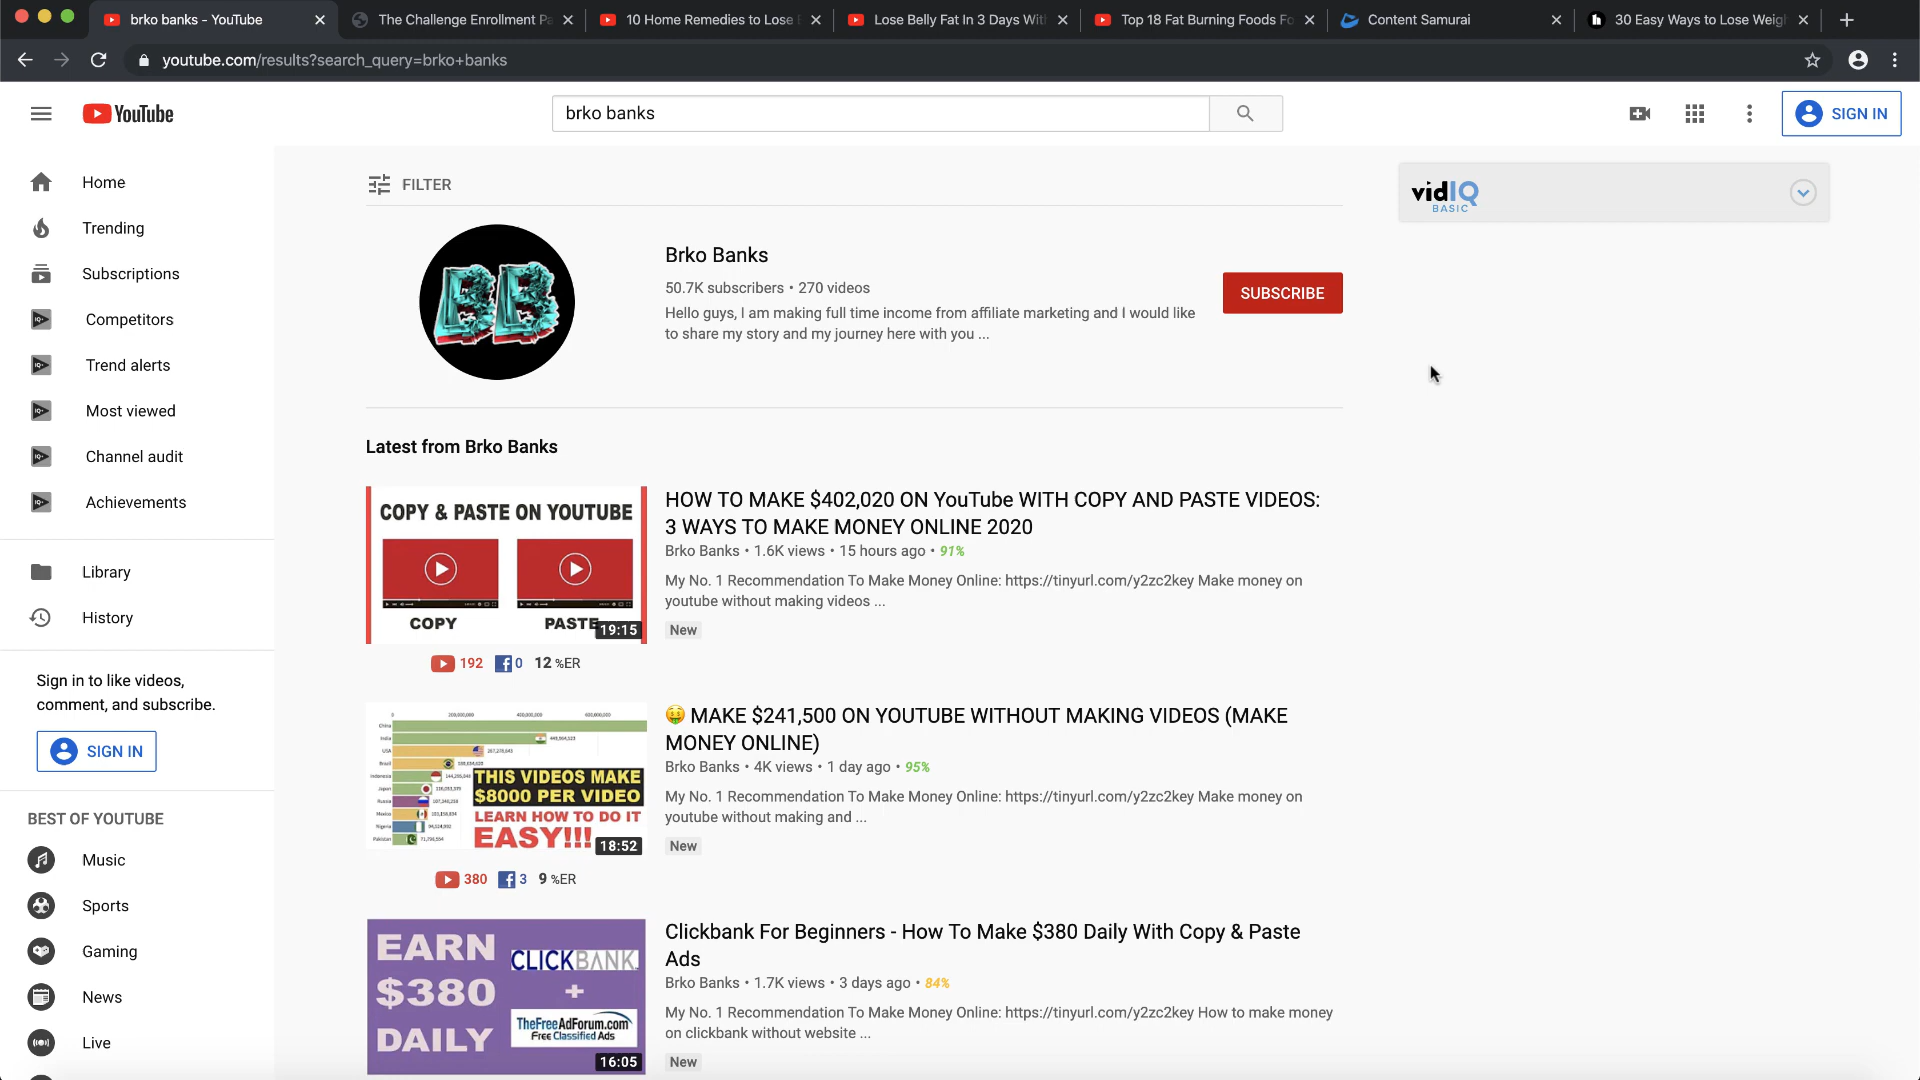 brko banks - YouTube
The Challenge Enrollment Pa
10 Home Remedies to Lose
Lose Belly Fat In 3 Days Wit
Top 18 Fat Burning Foods Fo
Content Samurai
30 Easy Ways to Lose Weig
youtube.com/results?search_query=brko+banks
YouTube
brko banks
SIGN IN
Home
Trending
Subscriptions
Competitors
Trend alerts
Most viewed
Channel audit
Achievements
Library
History
Sign in to like videos,
comment, and subscribe.
SIGN IN
BEST OF YOUTUBE
Music
Sports
Gaming
News
Live
FILTER
vidIQ
BASIC
BB
Brko Banks
50.7K subscribers • 270 videos
Hello guys, I am making full time income from affiliate marketing and I would like
to share my story and my journey here with you ...
SUBSCRIBE
Latest from Brko Banks
COPY & PASTE ON YOUTUBE
COPY PASTE
19:15
192 0 12 %ER
HOW TO MAKE $402,020 ON YouTube WITH COPY AND PASTE VIDEOS:
3 WAYS TO MAKE MONEY ONLINE 2020
Brko Banks • 1.6K views • 15 hours ago • 91%
My No. 1 Recommendation To Make Money Online: https://tinyurl.com/y2zc2key Make money on
youtube without making videos ...
New
China
India
USA
Brazil
Indonesia
Japan
Russia
Mexico
Nigeria
Pakistan
THIS VIDEOS MAKE
$8000 PER VIDEO
LEARN HOW TO DO IT
EASY!!!
18:52
380 3 9 %ER
🤑 MAKE $241,500 ON YOUTUBE WITHOUT MAKING VIDEOS (MAKE
MONEY ONLINE)
Brko Banks • 4K views • 1 day ago • 95%
My No. 1 Recommendation To Make Money Online: https://tinyurl.com/y2zc2key Make money on
youtube without making and ...
New
EARN
$380
DAILY
CLICKBANK
+
TheFreeAdForum.com
Free Classified Ads
16:05
Clickbank For Beginners - How To Make $380 Daily With Copy & Paste
Ads
Brko Banks • 1.7K views • 3 days ago • 84%
My No. 1 Recommendation To Make Money Online: https://tinyurl.com/y2zc2key How to make money
on clickbank without website ...
New